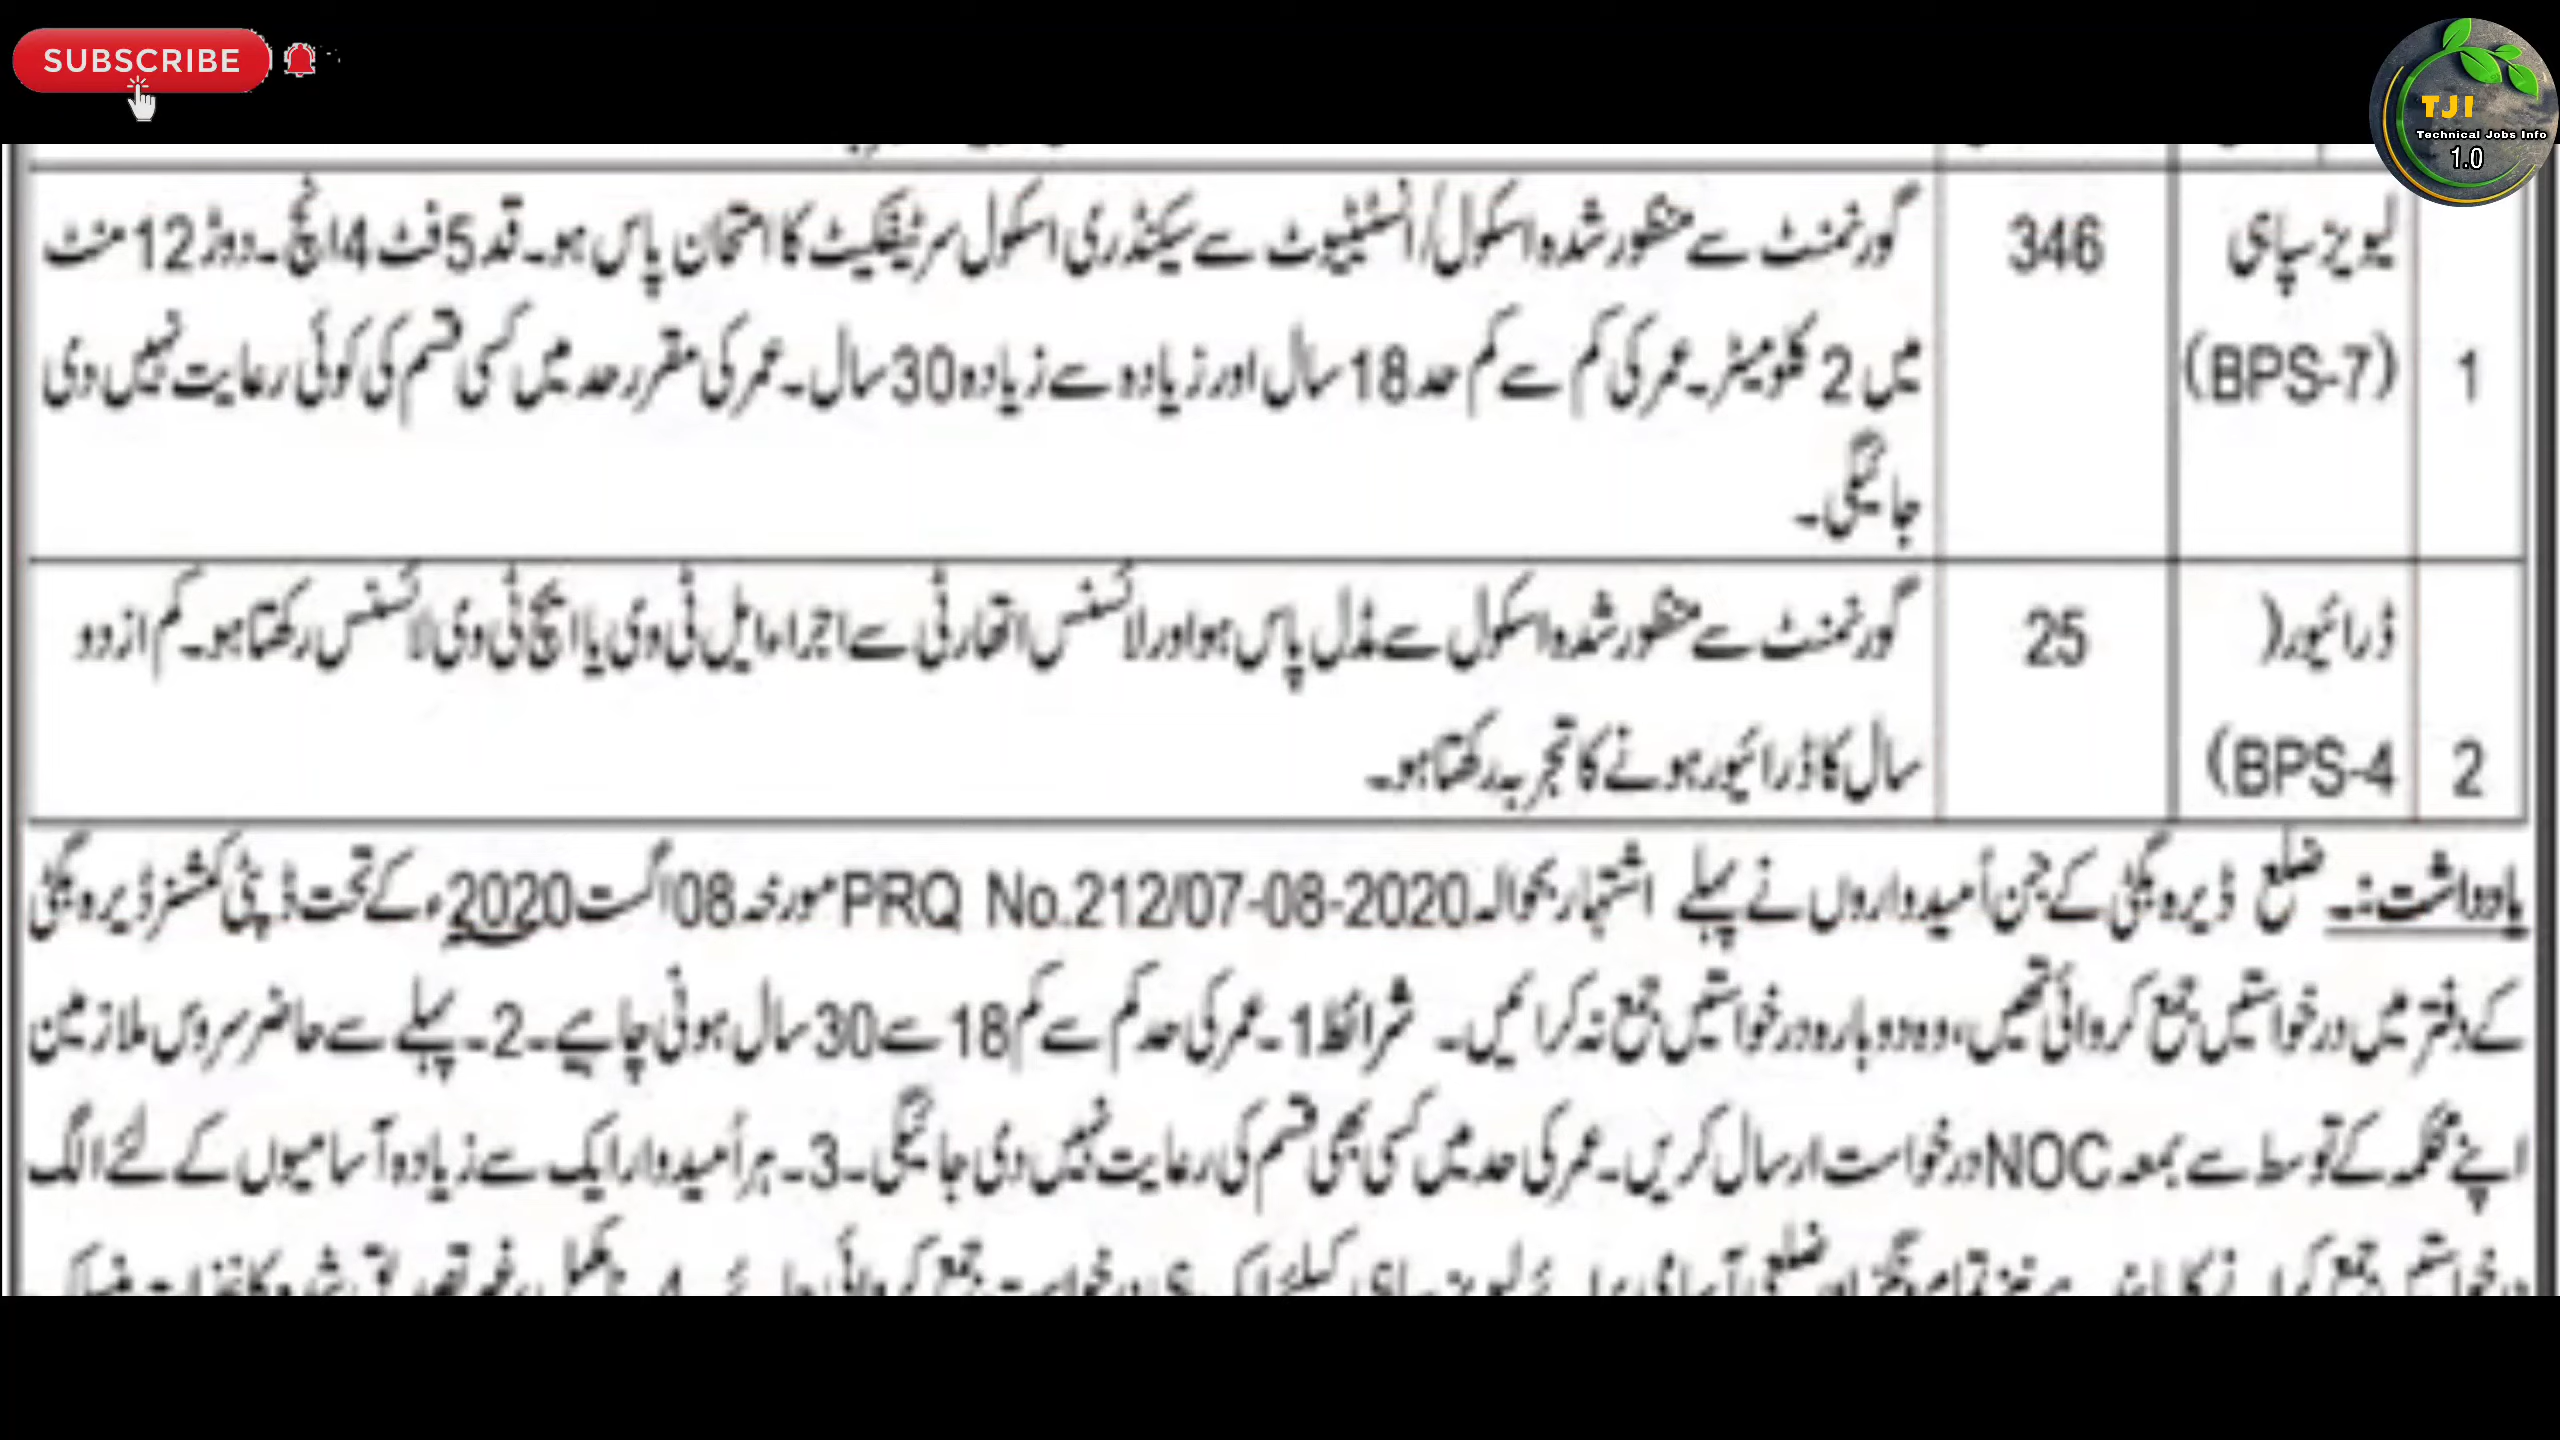 SUBSCRIBE
TJI
Technical Jobs Info
1.0
1
لیویز سپاہی
(BPS-7)
346
گورنمنٹ سے منظور شدہ اسکول/انسٹیٹیوٹ سے سیکنڈری اسکول سرٹیفکیٹ کا امتحان پاس ہو۔ قد 5 فٹ 4 انچ۔ دوڑ 12 منٹ
میں 2 کلومیٹر۔ عمر کی کم سے کم حد 18 سال اور زیادہ سے زیادہ 30 سال۔ عمر کی مقرر حد میں کسی قسم کی کوئی رعایت نہیں دی
جائیگی۔
2
ڈرائیور(
BPS-4)
25
گورنمنٹ سے منظور شدہ اسکول سے مڈل پاس ہو اور لائسنس اتھارٹی سے اجراء ایل ٹی وی یا ایچ ٹی وی لائسنس رکھتا ہو۔ کم از دو
سال کا ڈرائیور ہونے کا تجربہ رکھتا ہو۔
یادداشت:۔ ضلع ڈیرہ بگٹی کے جن اُمیدواروں نے پہلے اشتہار بحوالہ PRQ No.212/07-08-2020 مورخہ 08 اگست 2020ء کے تحت ڈپٹی کمشنر ڈیرہ بگٹی
کے دفتر میں درخواستیں جمع کروائی تھیں، وہ دوبارہ درخواستیں جمع نہ کرائیں۔ شرائط 1۔ عمر کی حد کم سے کم 18 سے 30 سال ہونی چاہیے۔ 2۔ پہلے سے حاضر سروس ملازمین
اپنے محکمہ کے توسط سے بمعہ NOC درخواست ارسال کریں۔ عمر کی حد میں کسی بھی قسم کی رعایت نہیں دی جائیگی۔ 3۔ ہر اُمیدوار ایک سے زیادہ آسامیوں کے لئے الگ